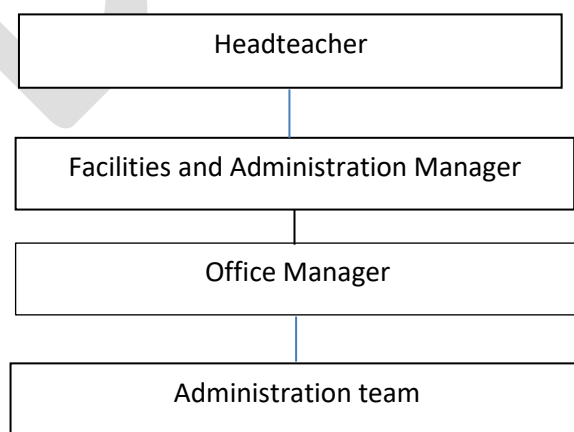 Headteacher
Facilities and Administration Manager
Office Manager
Administration team